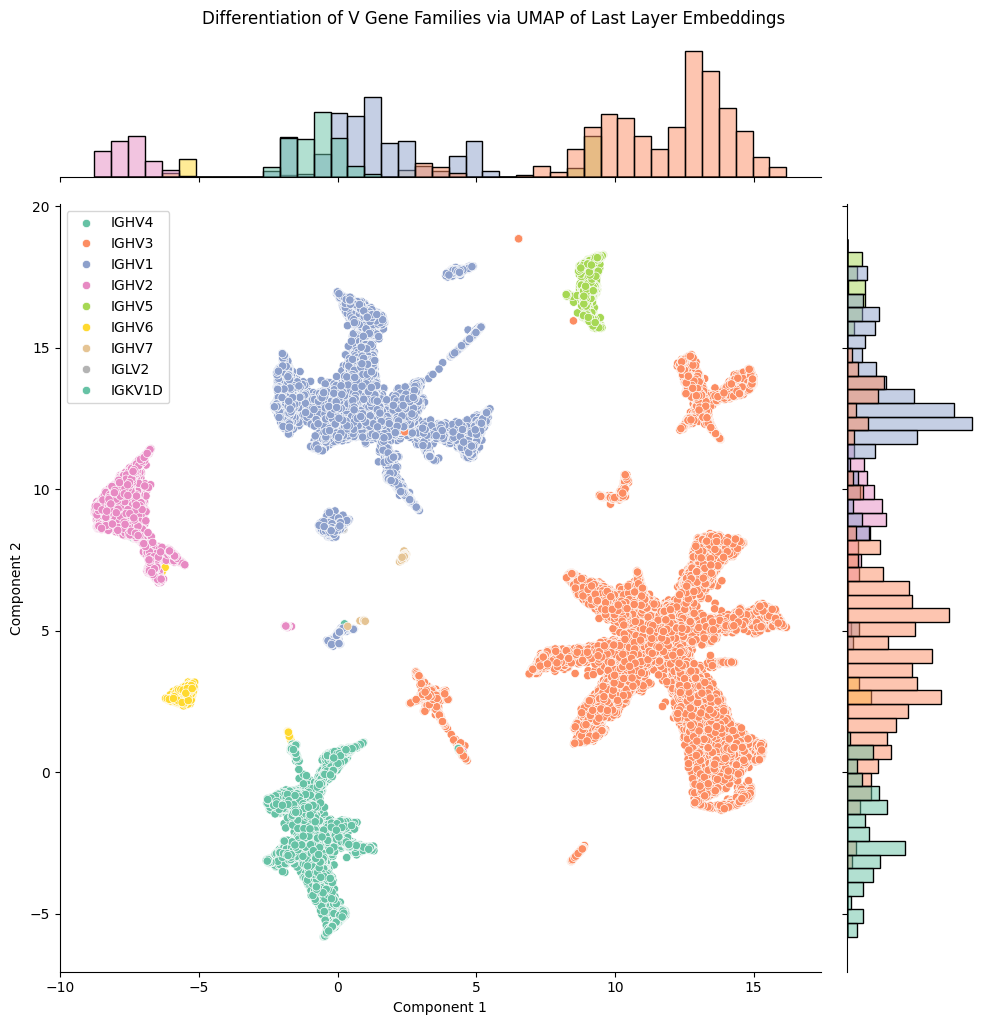 Differentiation of V Gene Families via UMAP of Last Layer Embeddings
20
15
10
5
0
−5
Component 2
IGHV4
IGHV3
IGHV1
IGHV2
IGHV5
IGHV6
IGHV7
IGLV2
IGKV1D
−10
−5
0
5
10
15
Component 1